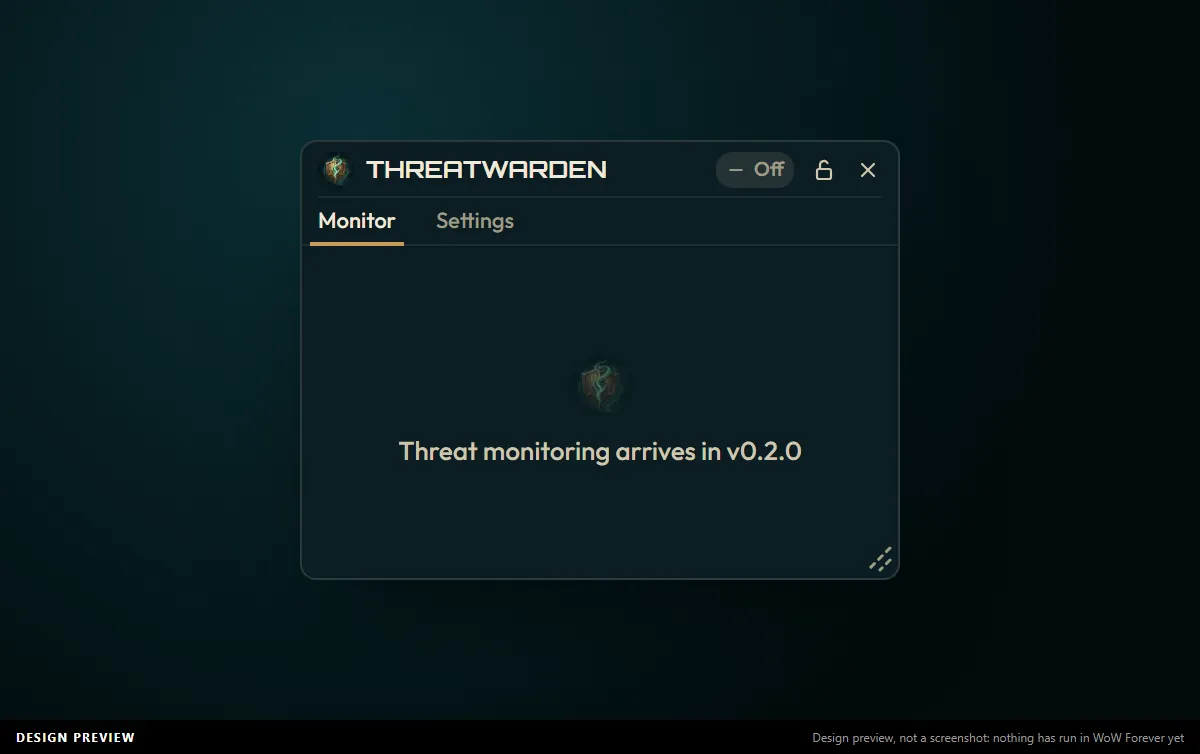 THREATWARDEN
Off
Monitor
Settings
Threat monitoring arrives in v0.2.0
DESIGN PREVIEW
Design preview, not a screenshot: nothing has run in WoW Forever yet